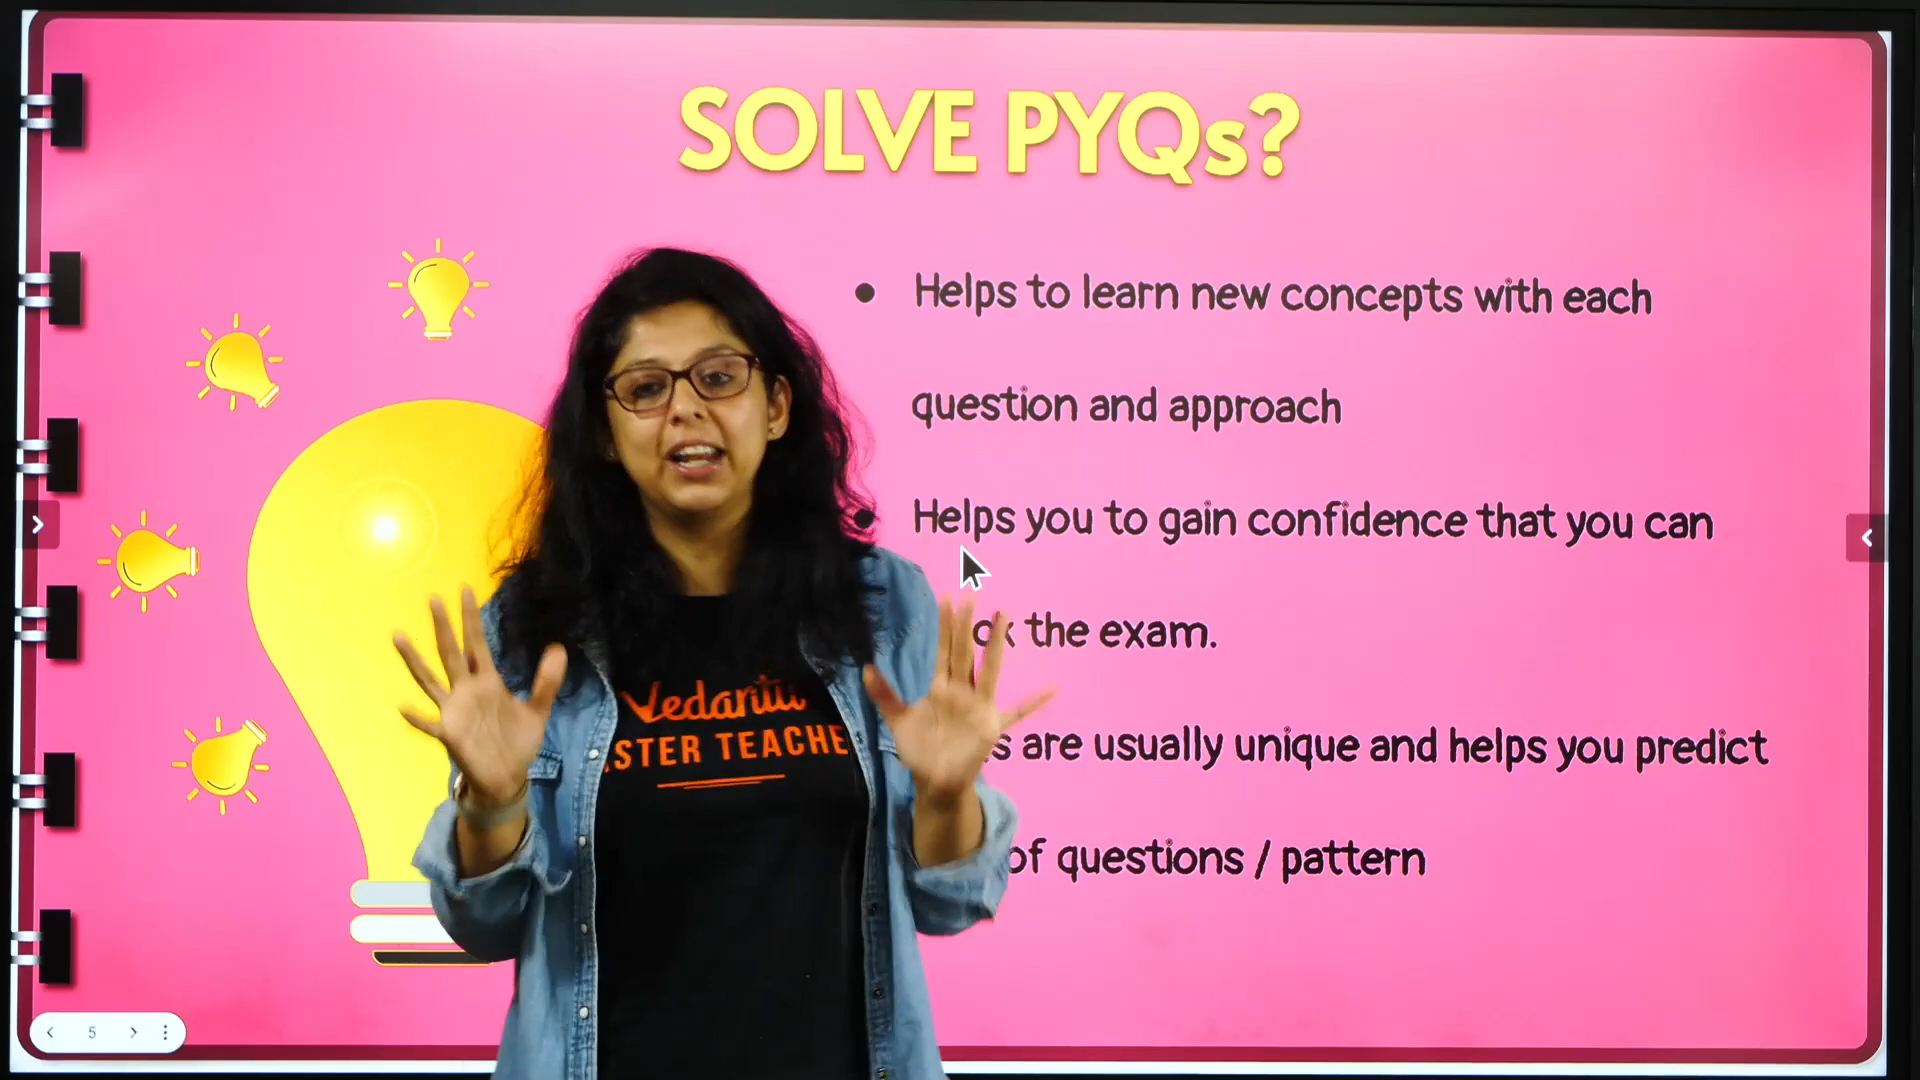 SOLVE PYQs?
• Helps to learn new concepts with each
question and approach
• Helps you to gain confidence that you can
the exam.
are usually unique and helps you predict
of questions / pattern
Vedantu
TEACHE
5